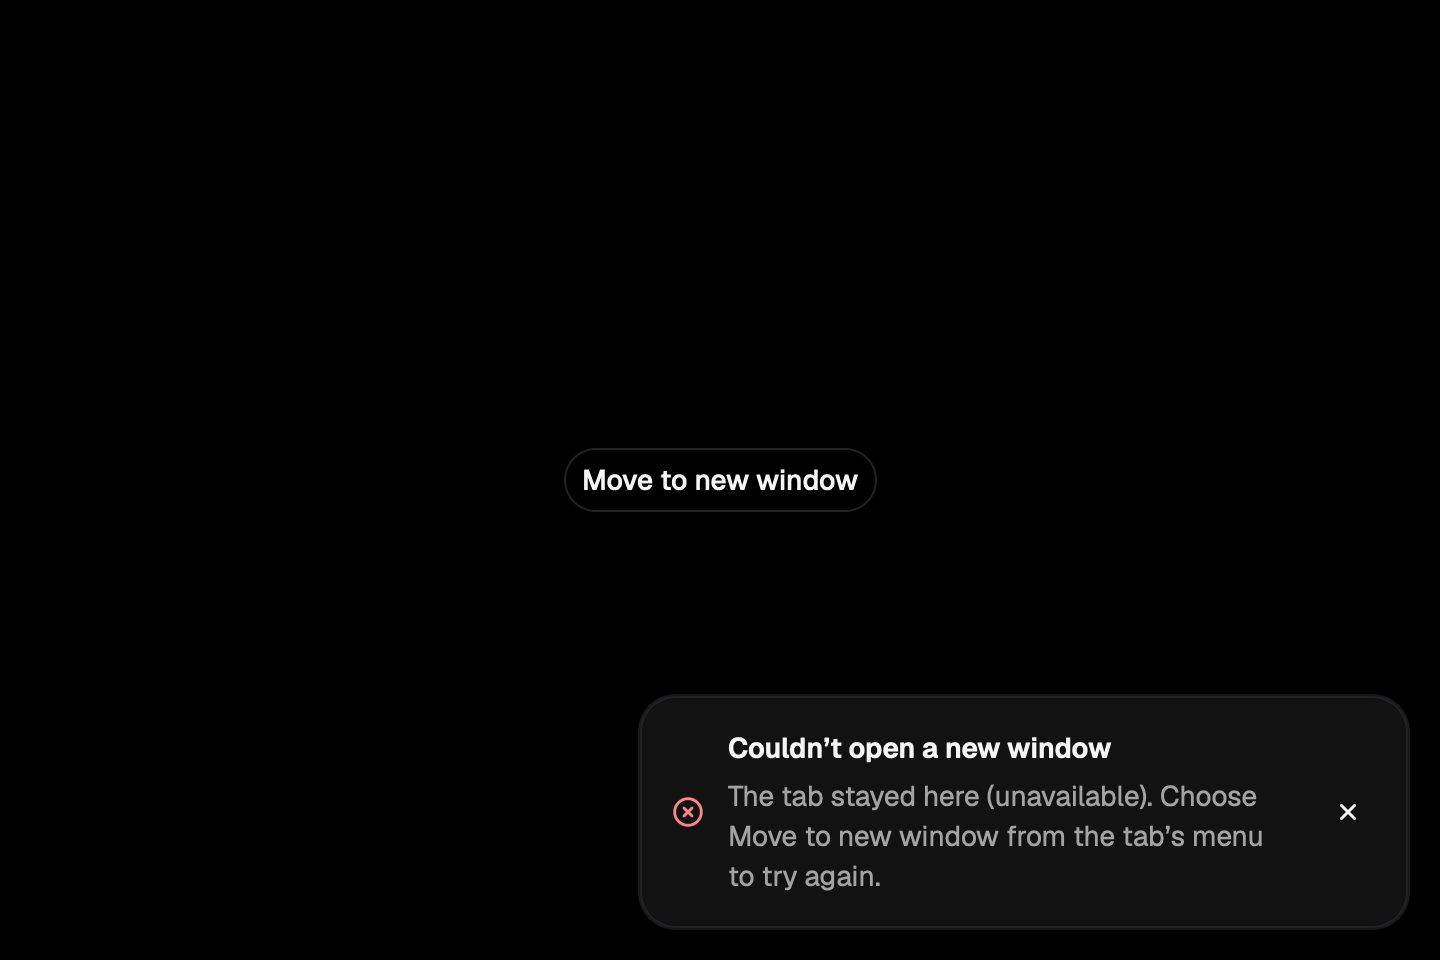 Move to new window
Couldn’t open a new window
The tab stayed here (unavailable). Choose
Move to new window from the tab’s menu
to try again.